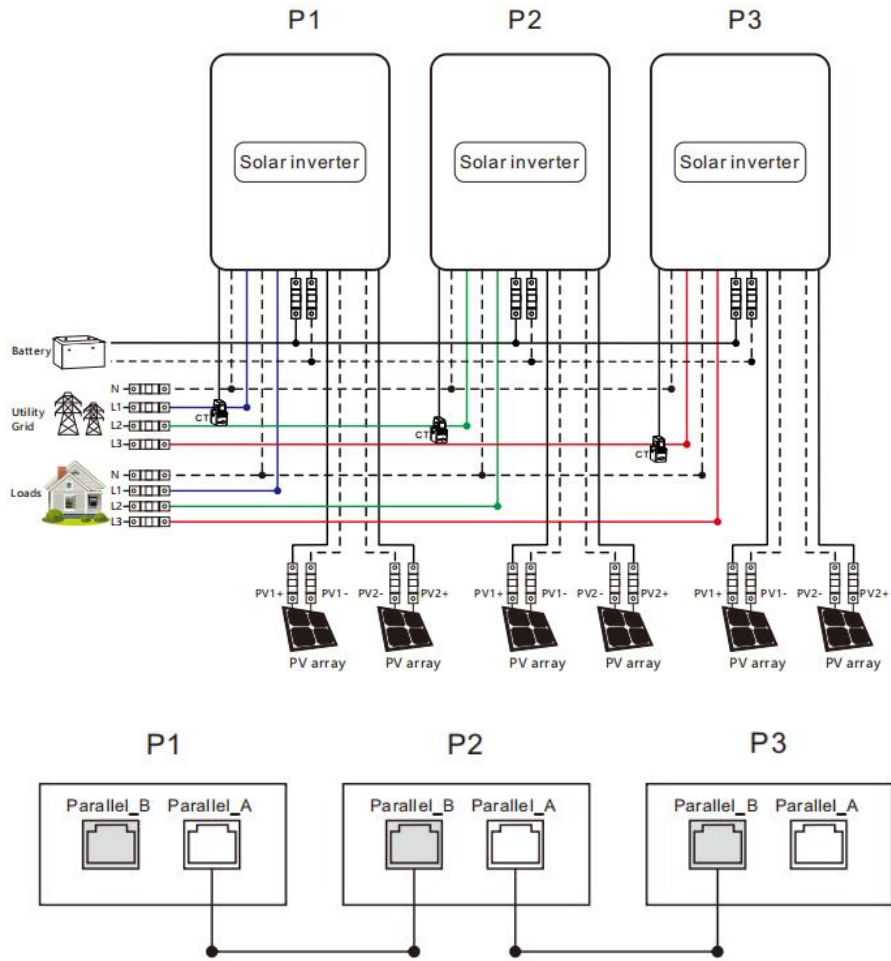 P1 P2 P3
Solar inverter Solar inverter Solar inverter
Battery
N
Utility
Grid
L1
CT
L2
CT
L3
CT
Loads
N
L1
L2
L3
PV1+ PV1- PV2- PV2+ PV1+ PV1- PV2- PV2+ PV1+ PV1- PV2- PV2+
PV array PV array PV array PV array PV array PV array
P1 P2 P3
Parallel_B Parallel_A Parallel_B Parallel_A Parallel_B Parallel_A